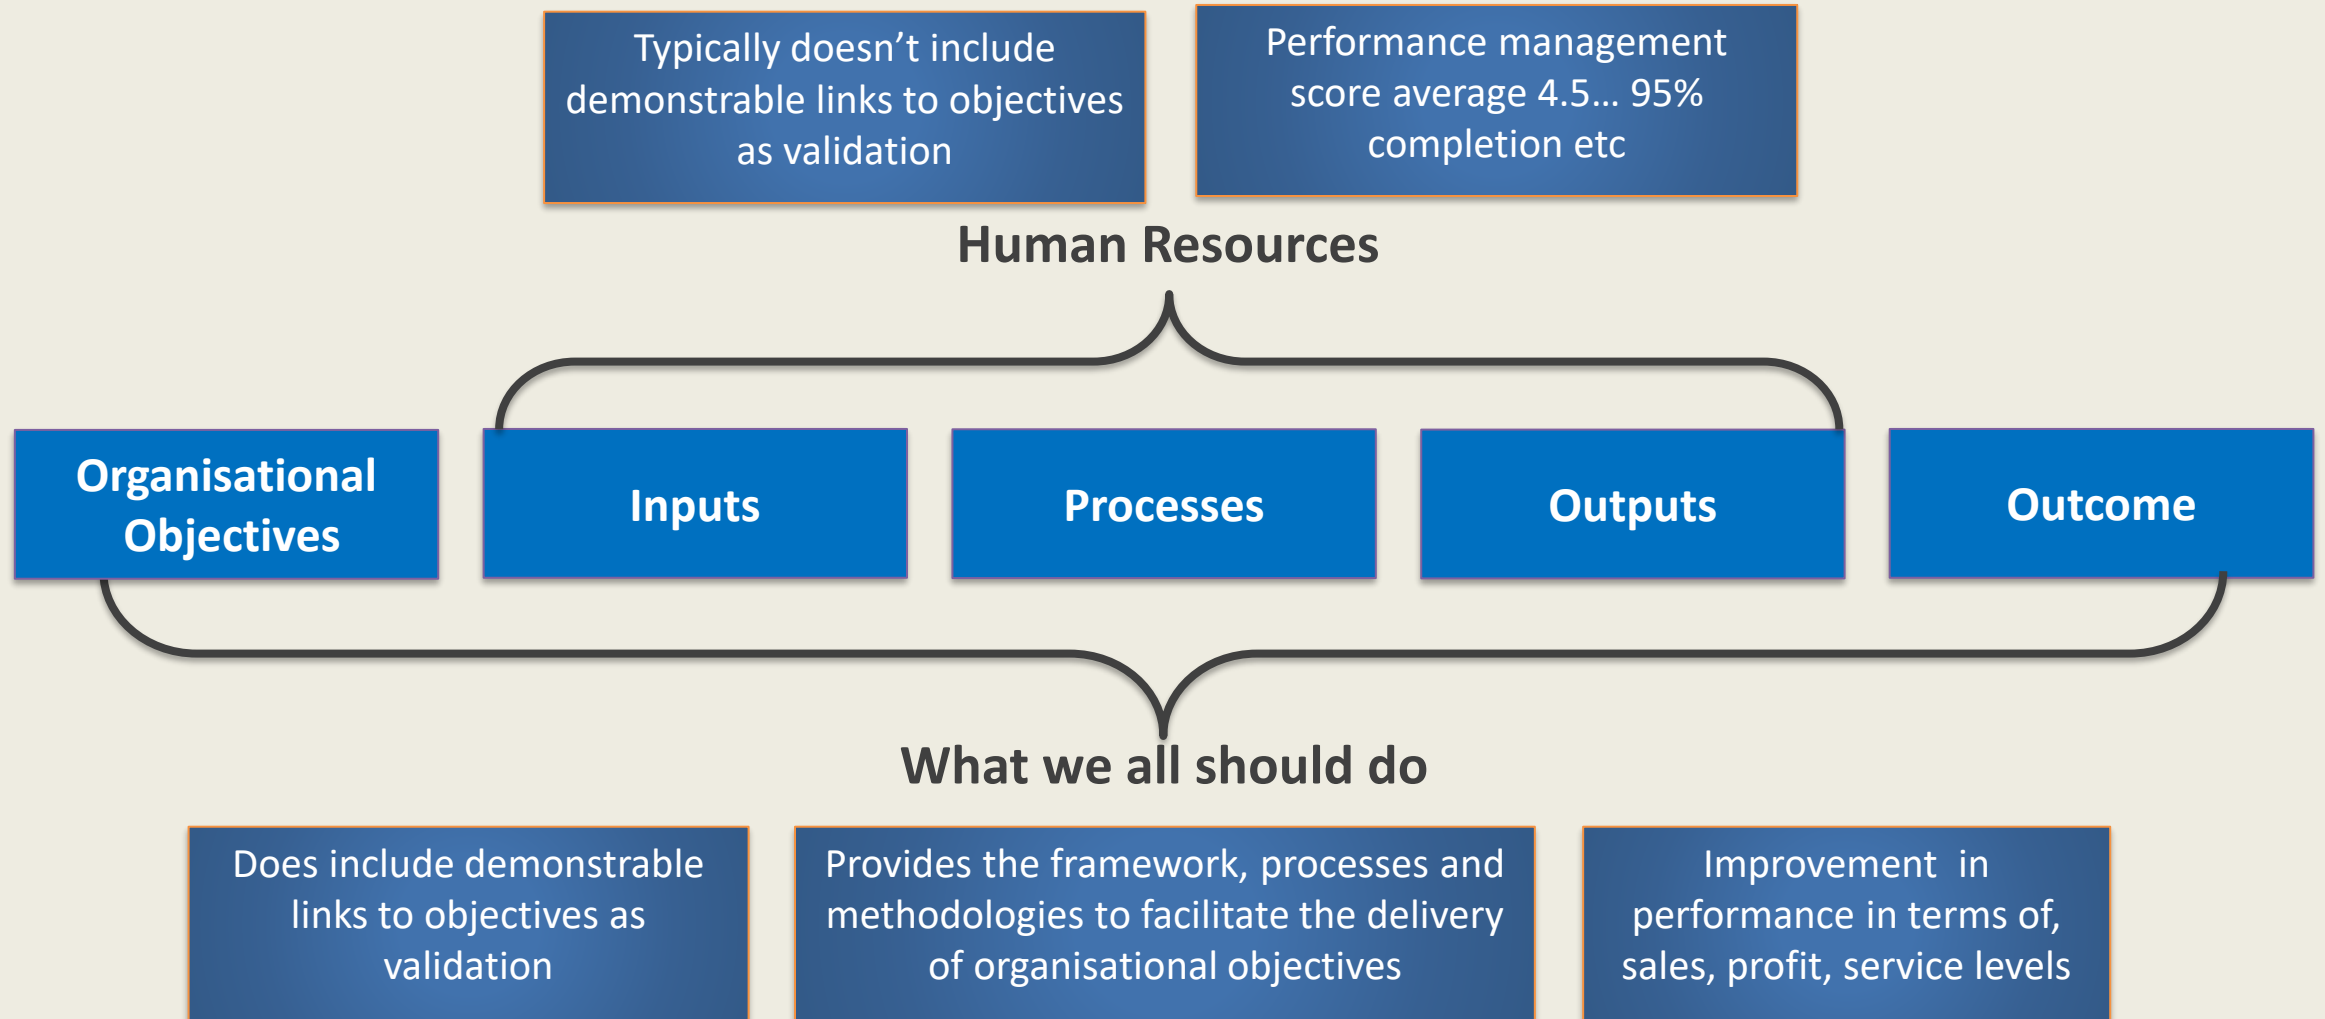 Typically doesn’t include
demonstrable links to objectives
as validation
Performance management
score average 4.5… 95%
completion etc
Human Resources
Organisational
Objectives
Inputs
Processes
Outputs
Outcome
What we all should do
Does include demonstrable
links to objectives as
validation
Provides the framework, processes and
methodologies to facilitate the delivery
of organisational objectives
Improvement  in
performance in terms of,
sales, profit, service levels